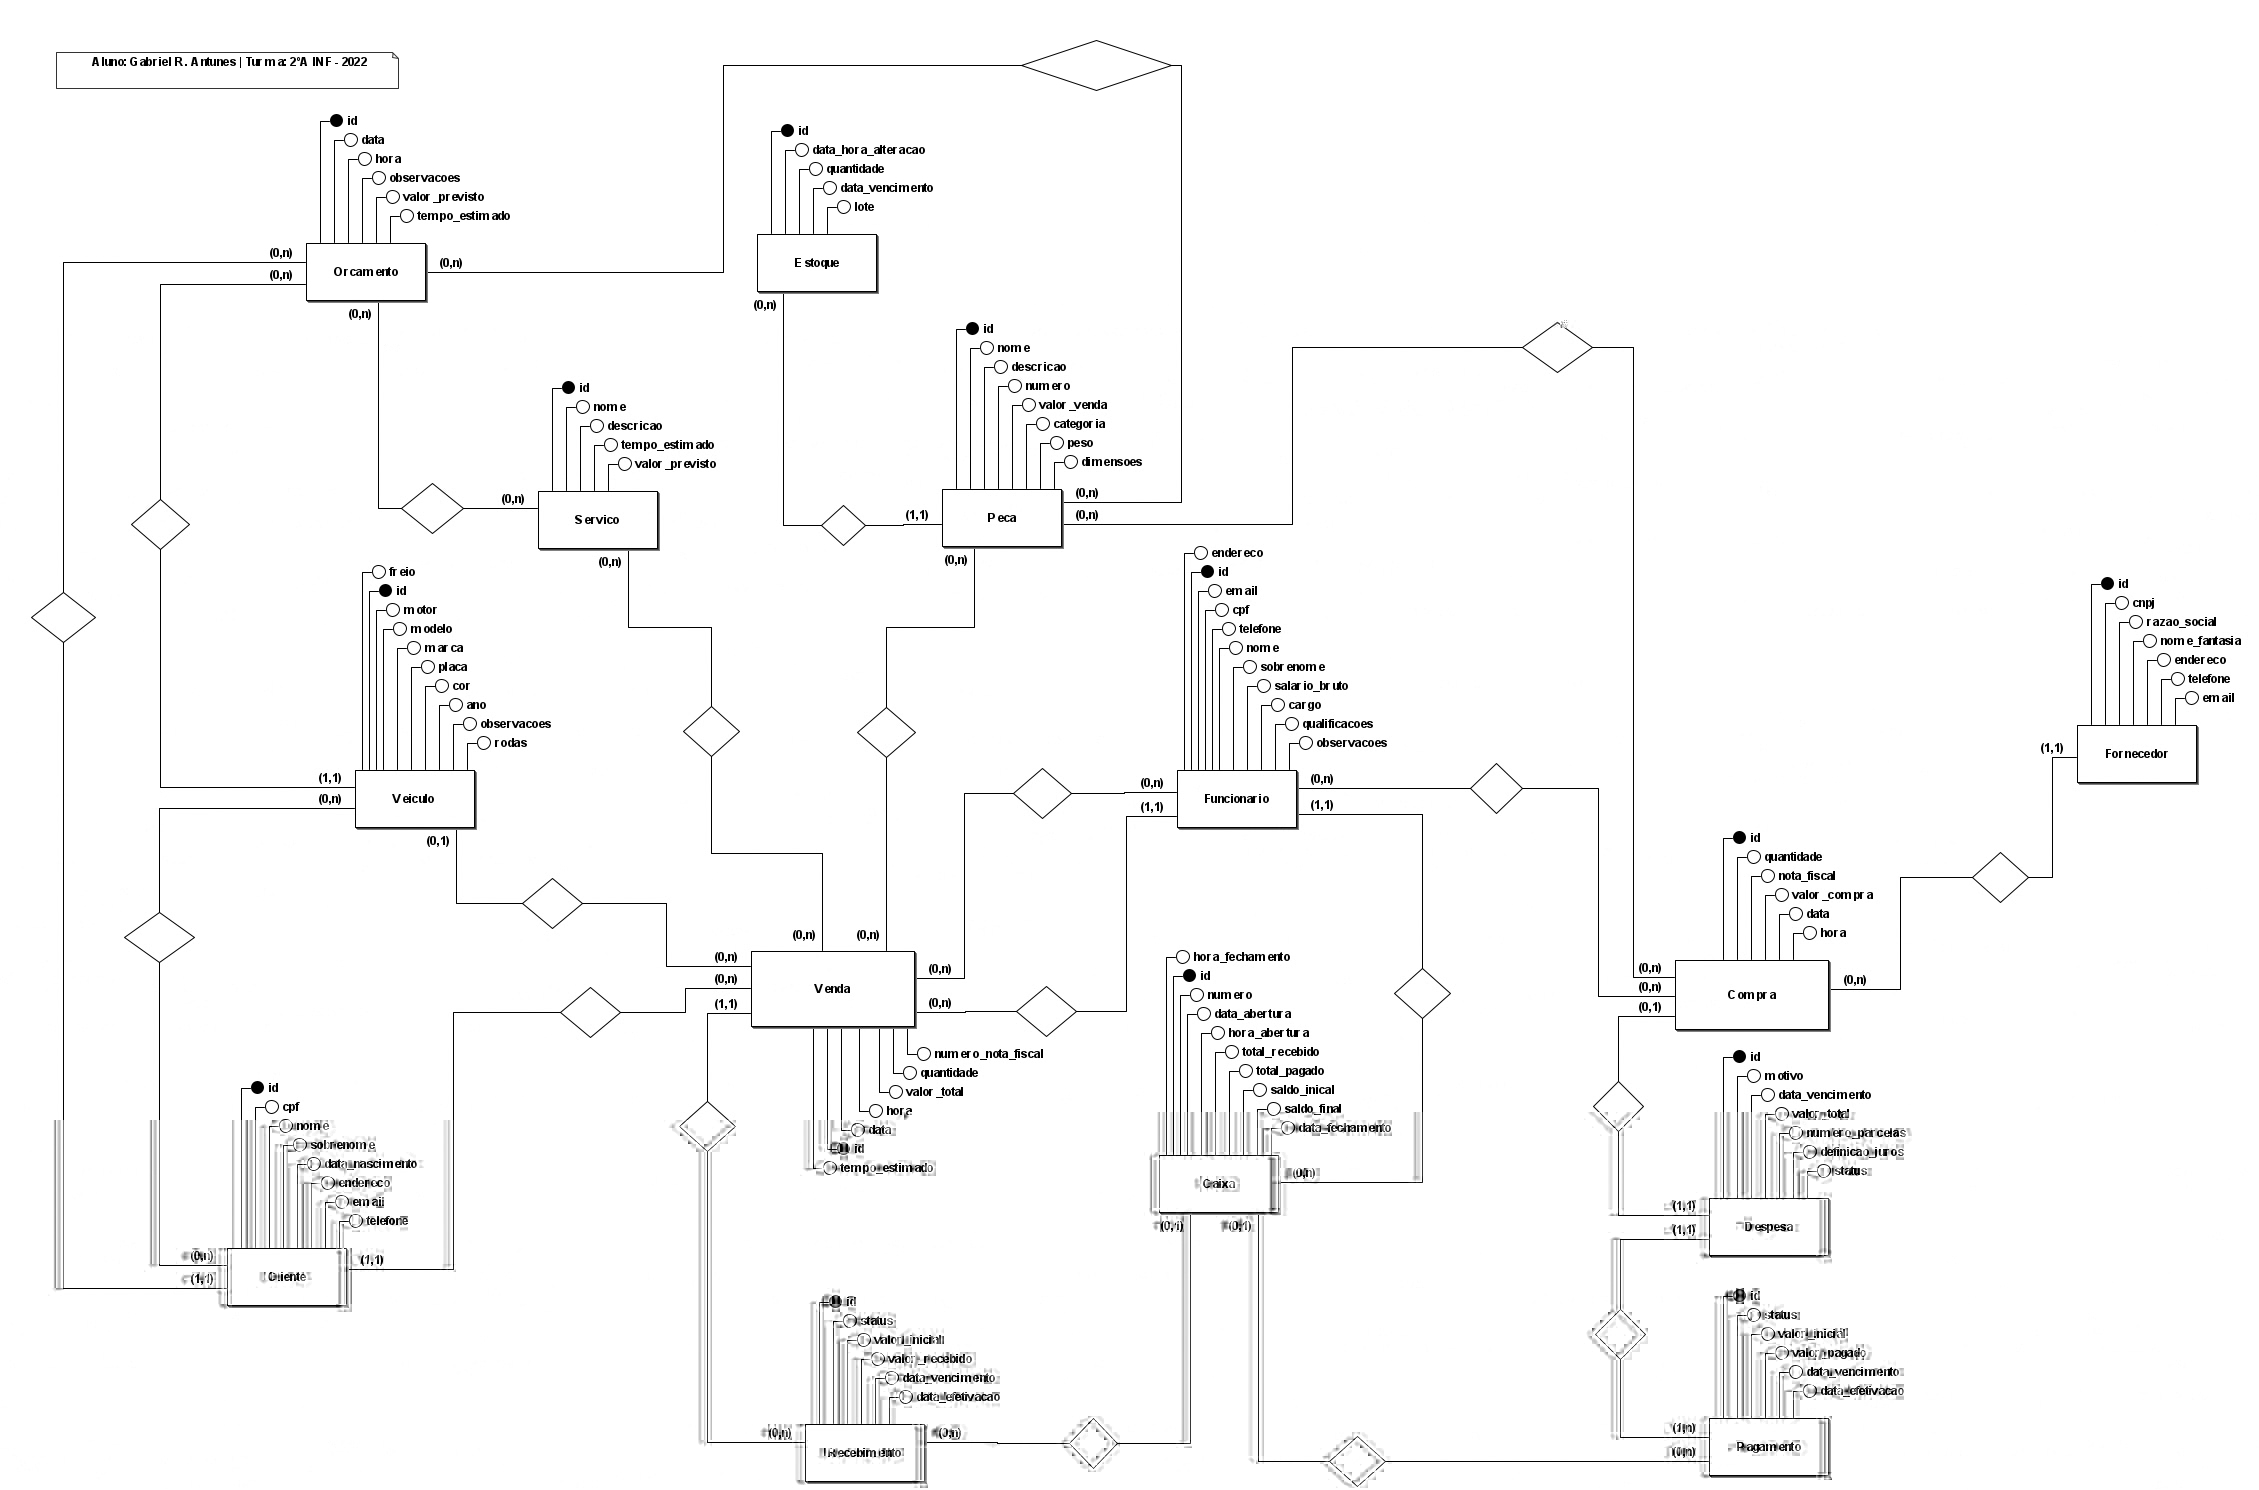 Aluno: Gabriel R. Antunes | Turma: 2ºA INF - 2022
id
data
hora
observacoes
valor_previsto
tempo_estimado
(0,n)
(0,n)
Orcamento
(0,n)
(0,n)
id
data_hora_alteracao
quantidade
data_vencimento
lote
Estoque
(0,n)
id
nome
descricao
numero
valor_venda
categoria
peso
dimensoes
(1,1)
Peca
(0,n)
(0,n)
(0,n)
id
nome
descricao
tempo_estimado
valor_previsto
(0,n)
Servico
(0,n)
freio
id
motor
modelo
marca
placa
cor
ano
observacoes
rodas
(1,1)
(0,n)
Veiculo
(0,1)
endereco
id
email
cpf
telefone
nome
sobrenome
salario_bruto
cargo
qualificacoes
observacoes
(0,n)
(1,1)
Funcionario
(0,n)
(1,1)
id
cnpj
razao_social
nome_fantasia
endereco
telefone
email
(1,1)
Fornecedor
id
quantidade
nota_fiscal
valor_compra
data
hora
(0,n)
(0,n)
(0,1)
Compra
(0,n)
(0,n)
(0,n)
(0,n)
(0,n)
(1,1)
Venda
(0,n)
(0,n)
numero_nota_fiscal
quantidade
valor_total
hora
data
id
tempo_estimado
hora_fechamento
id
numero
data_abertura
hora_abertura
total_recebido
total_pagado
saldo_inical
saldo_final
data_fechamento
Caixa
(0,n)
id
motivo
data_vencimento
valor_total
numero_parcelas
definicao_juros
status
(1,1)
(1,1)
Despesa
id
cpf
nome
sobrenome
data_nascimento
endereco
email
telefone
(0,n)
(1,1)
Cliente
(1,1)
id
status
valor_inicial
valor_recebido
data_vencimento
data_efetivacao
(0,n)
Recebimento
(0,n)
id
status
valor_inicial
valor_pagado
data_vencimento
data_efetivacao
Pagamento